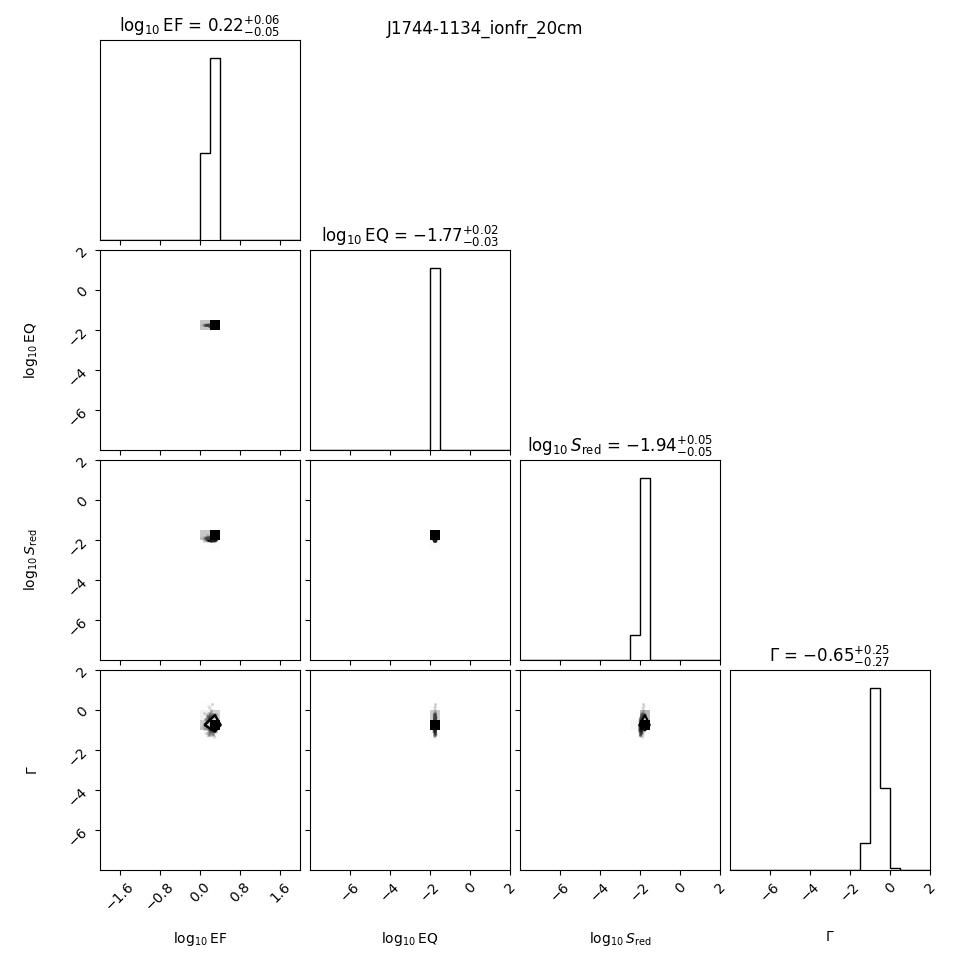 log₁₀ EF = 0.22⁺⁰·⁰⁶₋₀.₀₅
J1744-1134_ionfr_20cm
log₁₀ EQ = −1.77⁺⁰·⁰²₋₀.₀₃
2
0
−2
−4
−6
log₁₀ EQ
log₁₀ S_red = −1.94⁺⁰·⁰⁵₋₀.₀₅
2
0
−2
−4
−6
log₁₀ S_red
Γ = −0.65⁺⁰·²⁵₋₀.₂₇
2
0
−2
−4
−6
Γ
−1.6 −0.8 0.0 0.8 1.6 −6 −4 −2 0 2 −6 −4 −2 0 2 −6 −4 −2 0 2
log₁₀ EF log₁₀ EQ log₁₀ S_red Γ